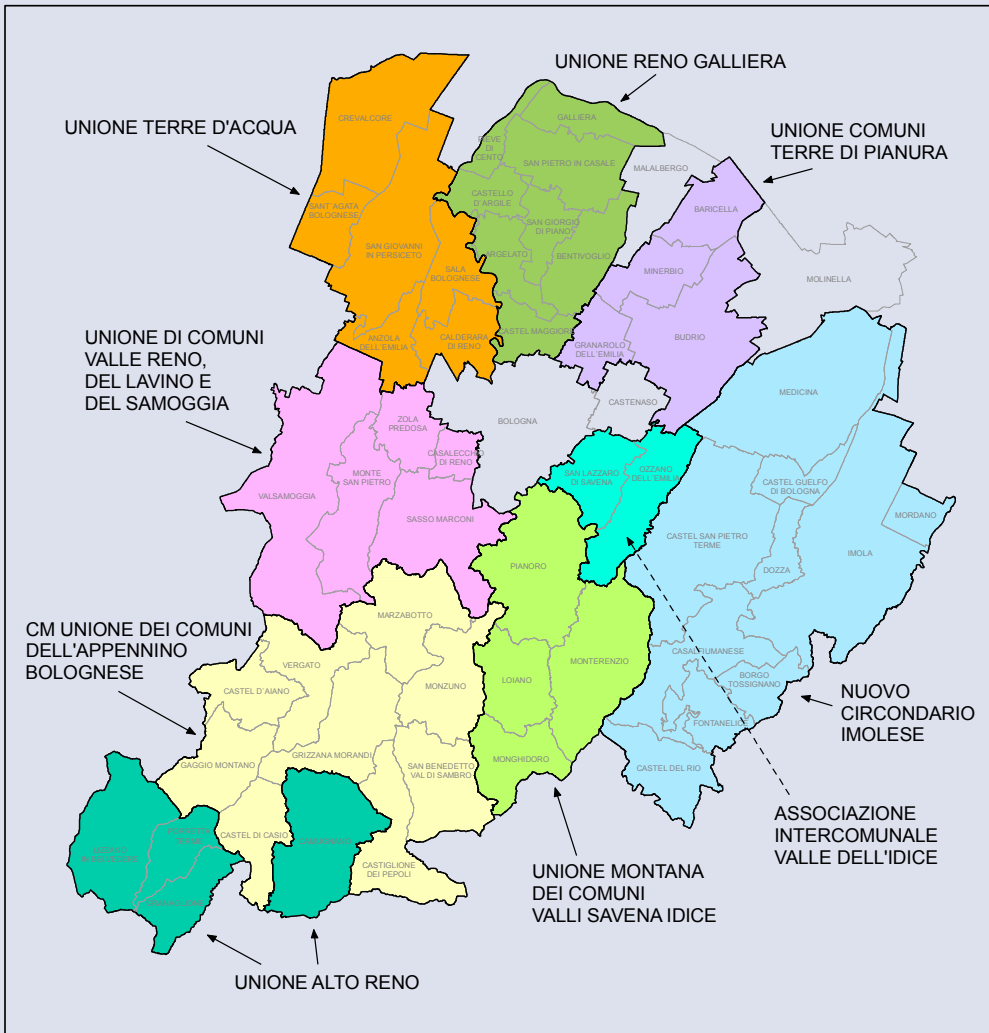 UNIONE RENO GALLIERA
UNIONE TERRE D'ACQUA
UNIONE COMUNI
TERRE DI PIANURA
CREVALCORE
GALLIERA
PIEVE
DI
CENTO
SAN PIETRO IN CASALE
MALALBERGO
CASTELLO
D'ARGILE
SANT'AGATA
BOLOGNESE
BARICELLA
SAN GIORGIO
DI PIANO
SAN GIOVANNI
IN PERSICETO
ARGELATO
BENTIVOGLIO
SALA
BOLOGNESE
MINERBIO
MOLINELLA
CASTEL MAGGIORE
ANZOLA
DELL'EMILIA
CALDERARA
DI RENO
GRANAROLO
DELL'EMILIA
BUDRIO
UNIONE DI COMUNI
VALLE RENO,
DEL LAVINO E
DEL SAMOGGIA
MEDICINA
CASTENASO
ZOLA
PREDOSA
BOLOGNA
CASALECCHIO
DI RENO
MONTE
SAN PIETRO
SAN LAZZARO
DI SAVENA
OZZANO
DELL'EMILIA
CASTEL GUELFO
DI BOLOGNA
VALSAMOGGIA
SASSO MARCONI
MORDANO
CASTEL SAN PIETRO
TERME
IMOLA
PIANORO
DOZZA
MARZABOTTO
CM UNIONE DEI COMUNI
DELL'APPENNINO
BOLOGNESE
VERGATO
MONTERENZIO
CASALFIUMANESE
LOIANO
BORGO
TOSSIGNANO
CASTEL D'AIANO
MONZUNO
NUOVO
CIRCONDARIO
IMOLESE
FONTANELICE
GRIZZANA MORANDI
GAGGIO MONTANO
SAN BENEDETTO
VAL DI SAMBRO
MONGHIDORO
CASTEL DEL RIO
ASSOCIAZIONE
INTERCOMUNALE
VALLE DELL'IDICE
CASTEL DI CASIO
CASTIGLIONE
DEI PEPOLI
UNIONE MONTANA
DEI COMUNI
VALLI SAVENA IDICE
UNIONE ALTO RENO